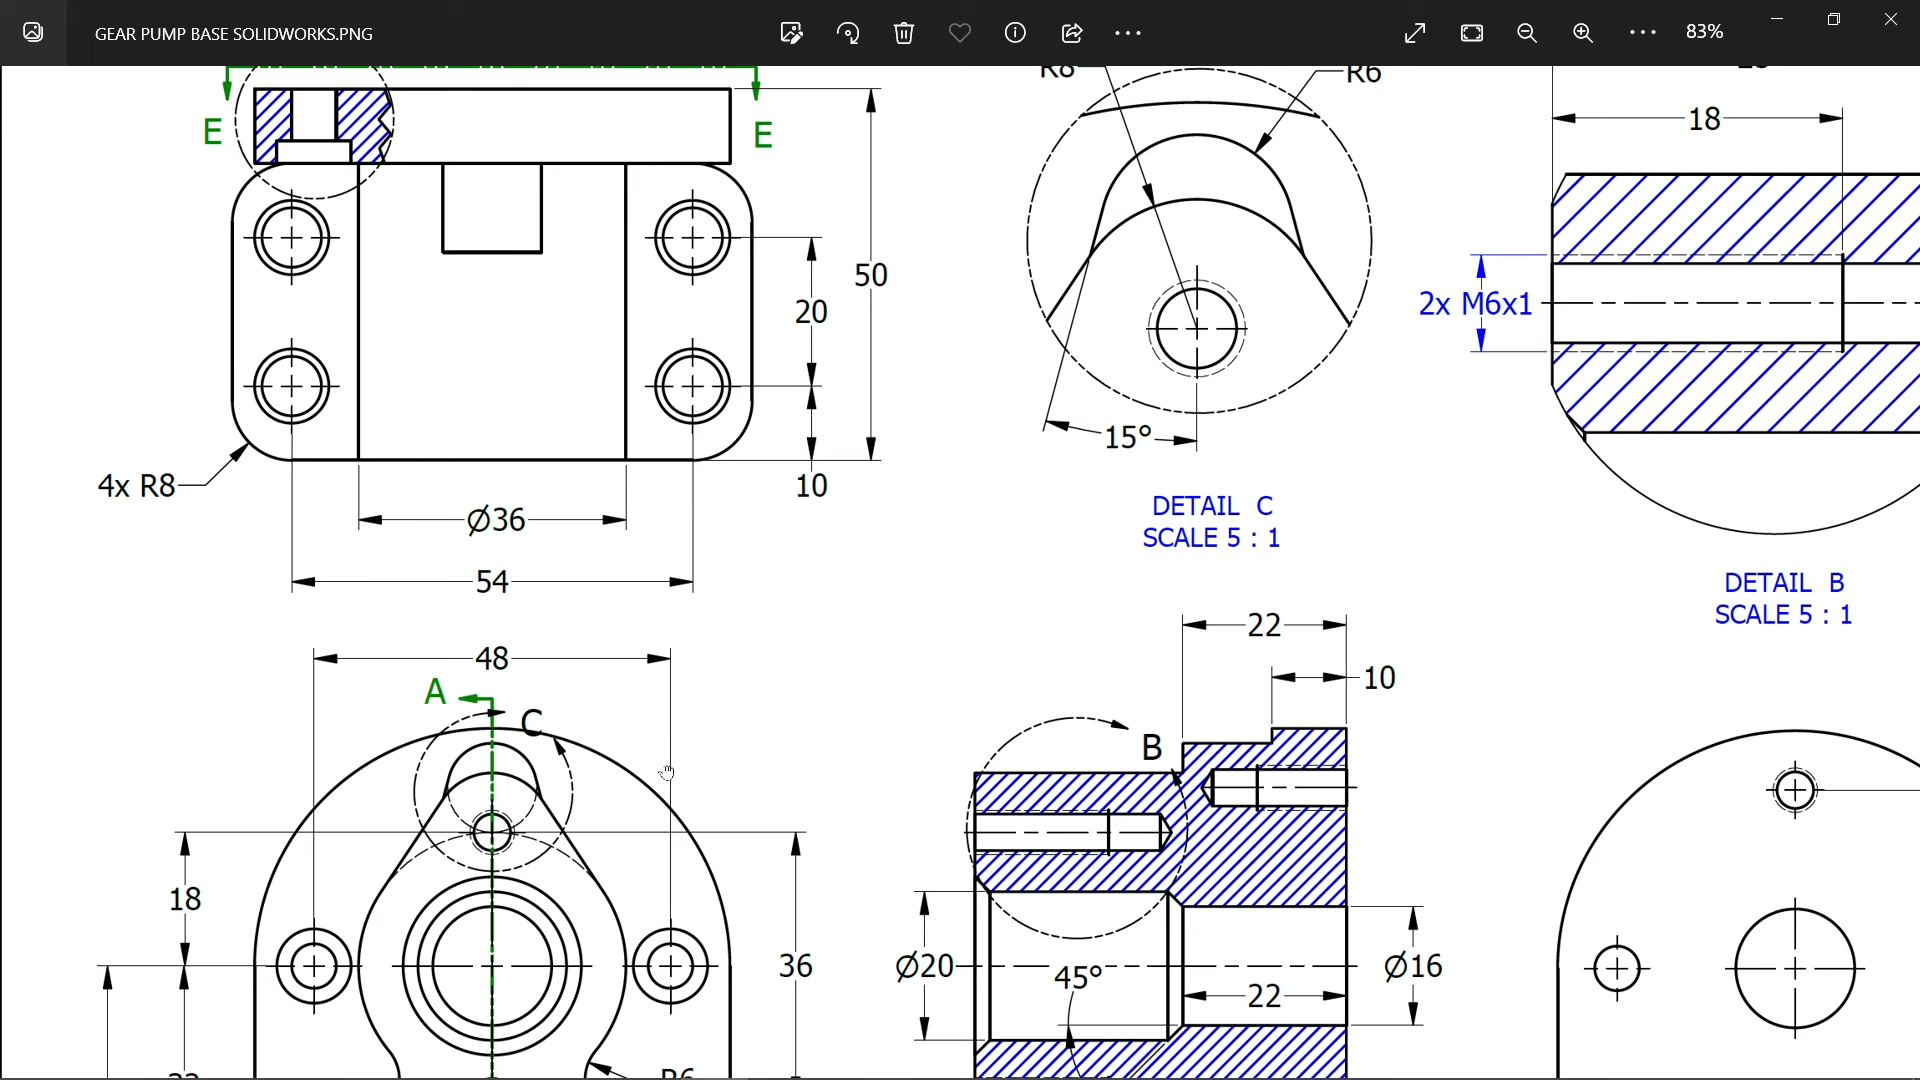 GEAR PUMP BASE SOLIDWORKS.PNG
83%
R8
R6
18
E
E
50
20
2x M6x1
15°
4x R8
10
Ø36
DETAIL C
SCALE 5 : 1
54
DETAIL B
SCALE 5 : 1
22
48
10
A
C
B
18
36
Ø20
45°
Ø16
22
R6